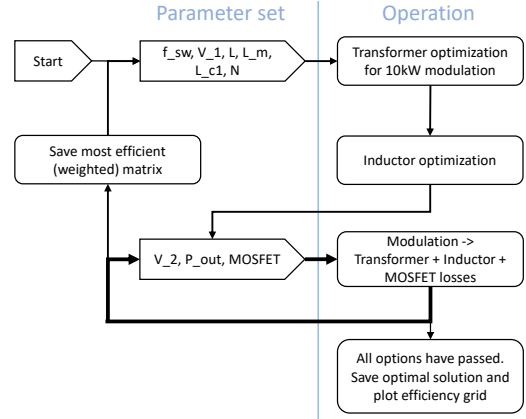 Parameter set
Operation
Start
f_sw, V_1, L, L_m,
L_c1, N
Transformer optimization
for 10kW modulation
Save most efficient
(weighted) matrix
Inductor optimization
V_2, P_out, MOSFET
Modulation ->
Transformer + Inductor +
MOSFET losses
All options have passed.
Save optimal solution and
plot efficiency grid